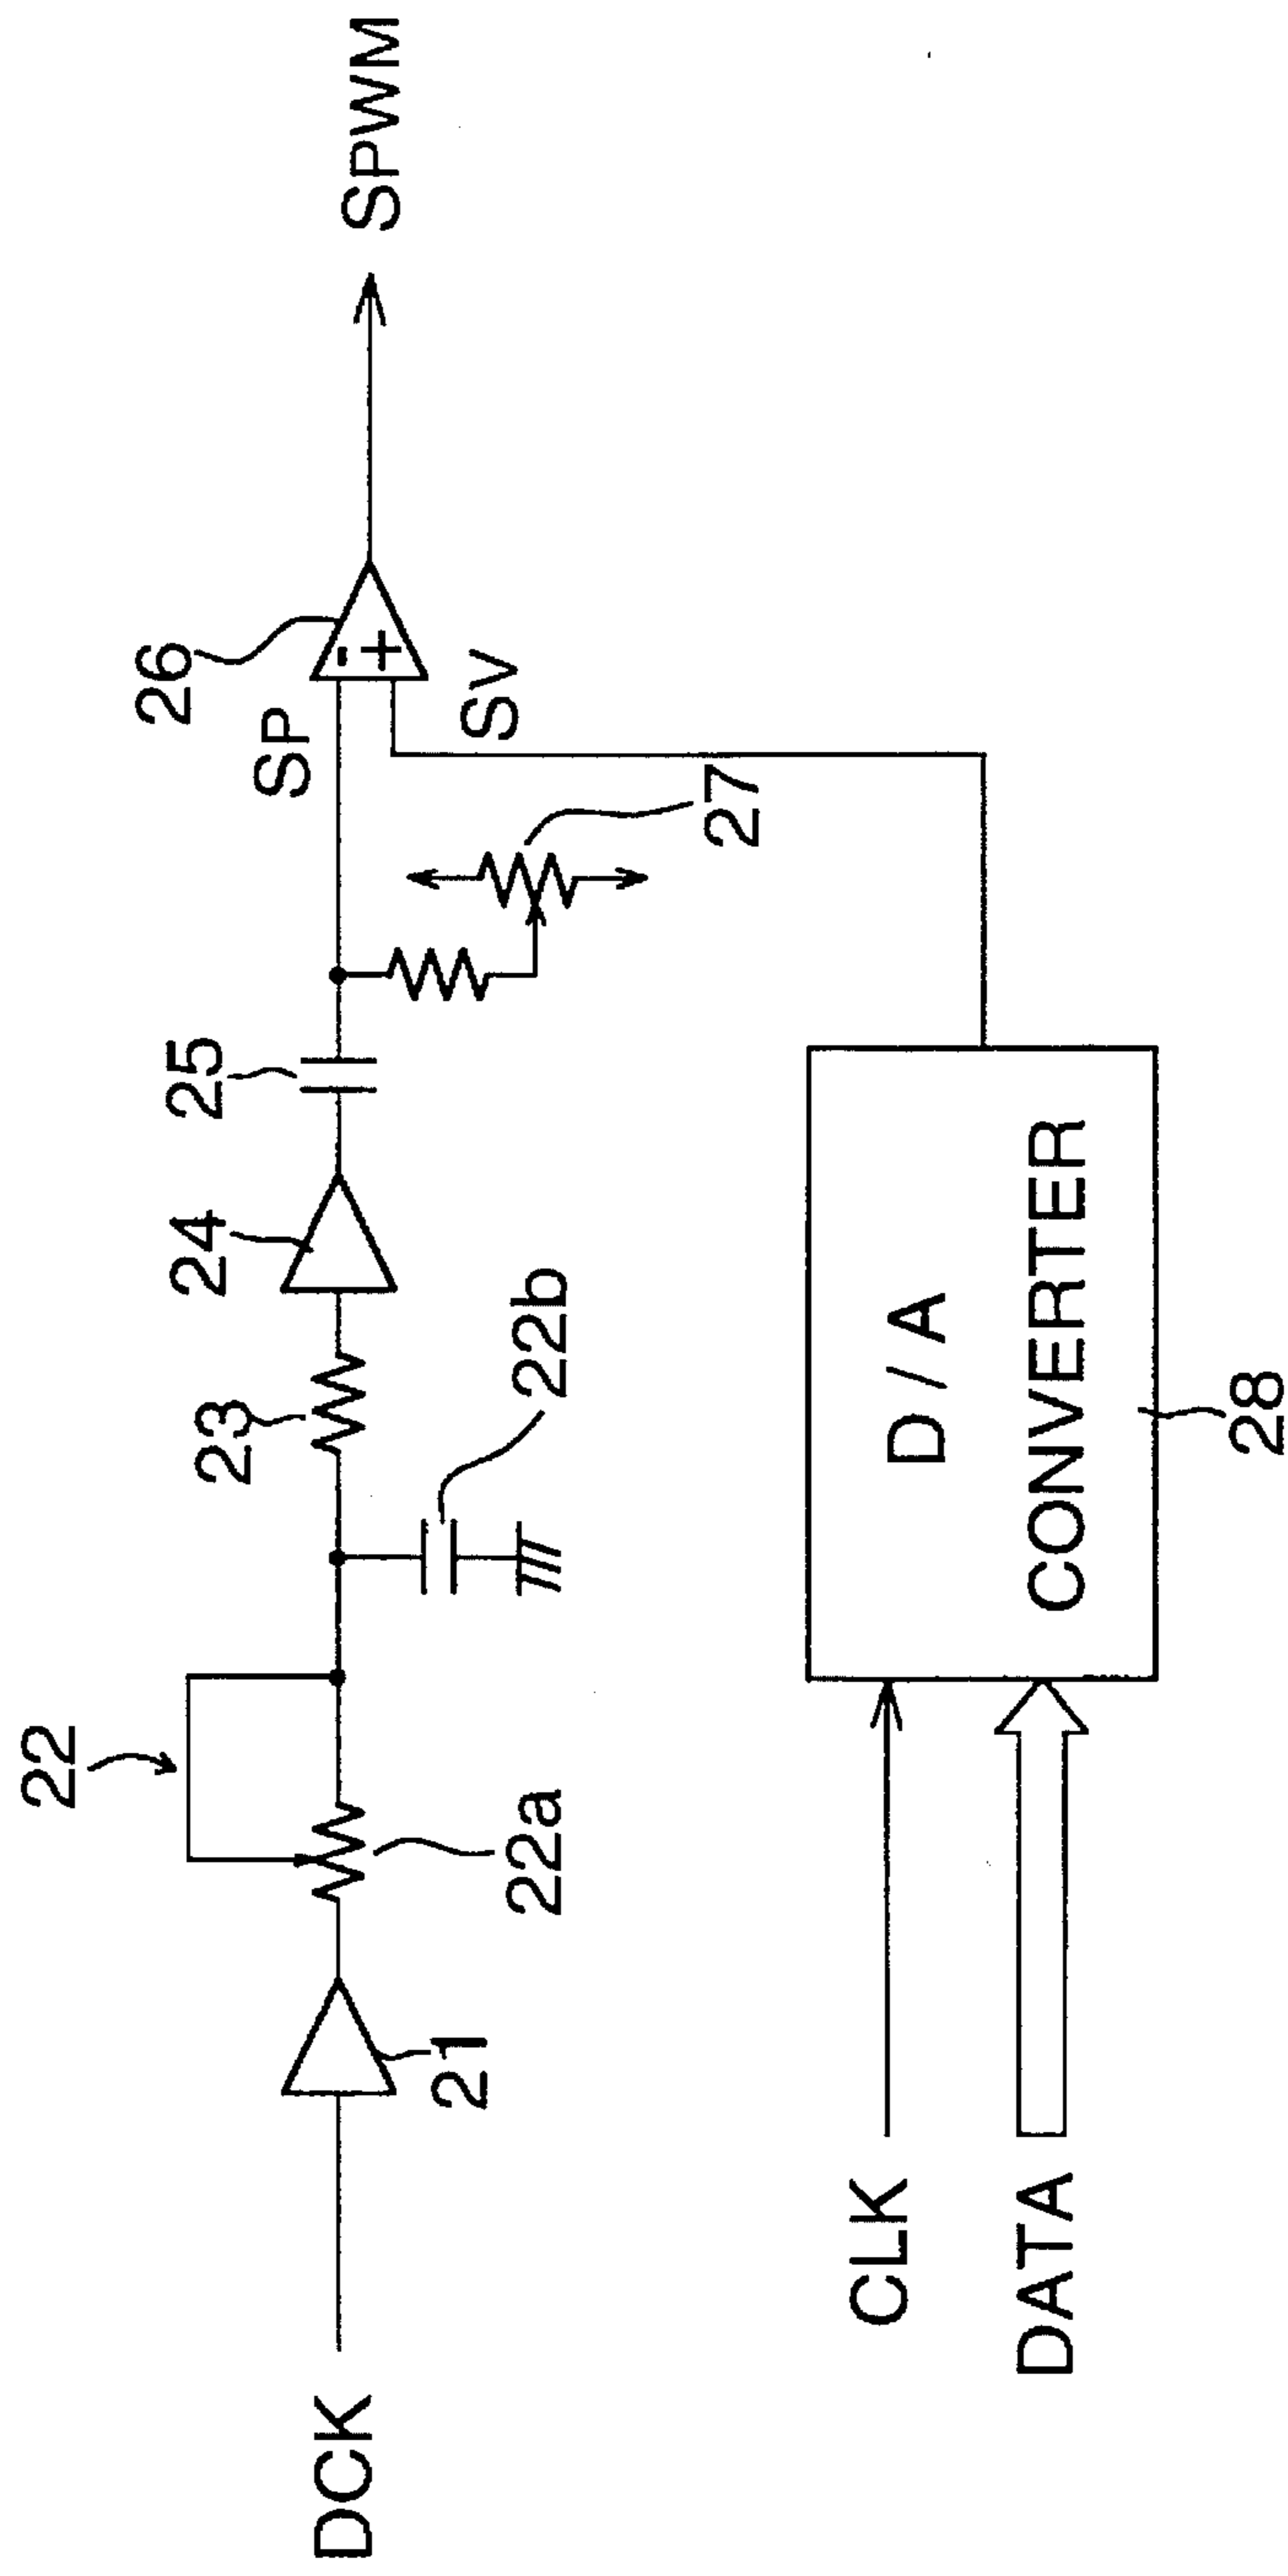 22
DCK
21
22a
22b
23
24
25
SP
26
SPWM
SV
27
CLK
DATA
D/A
CONVERTER
28